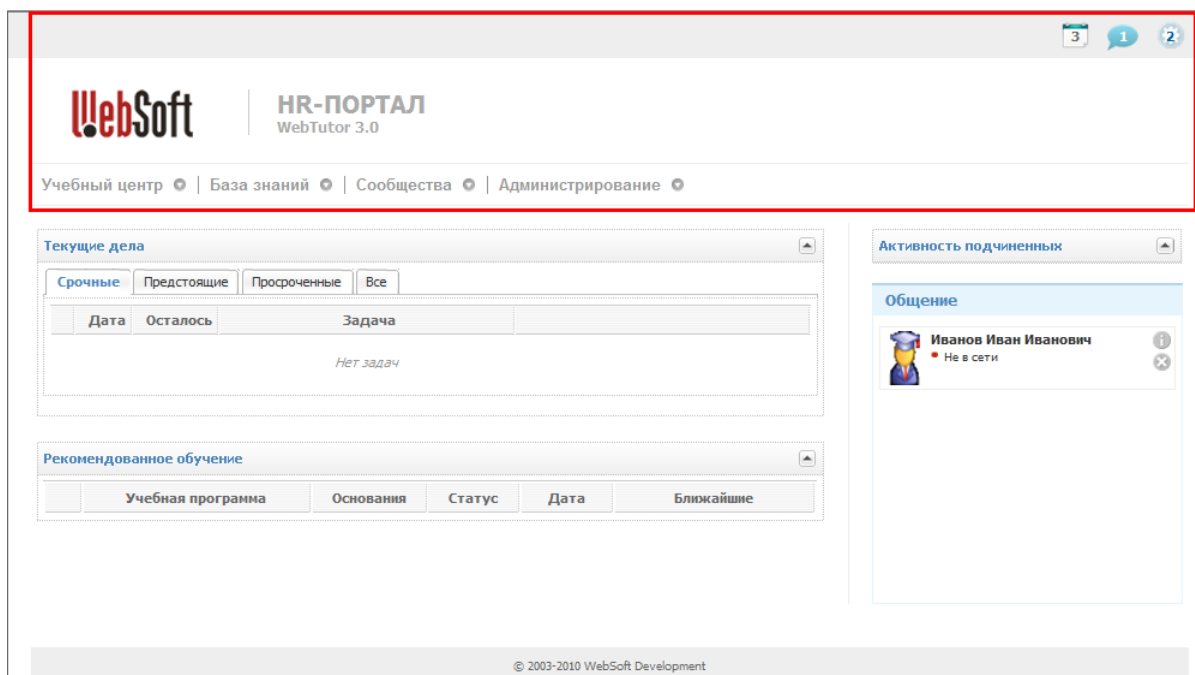 3 1 2
WebSoft
HR-ПОРТАЛ
WebTutor 3.0
Учебный центр | База знаний | Сообщества | Администрирование
Текущие дела
Срочные Предстоящие Просроченные Все
Дата Осталось Задача
Нет задач
Рекомендованное обучение
Учебная программа Основания Статус Дата Ближайшие
Активность подчиненных
Общение
Иванов Иван Иванович
Не в сети
© 2003-2010 WebSoft Development